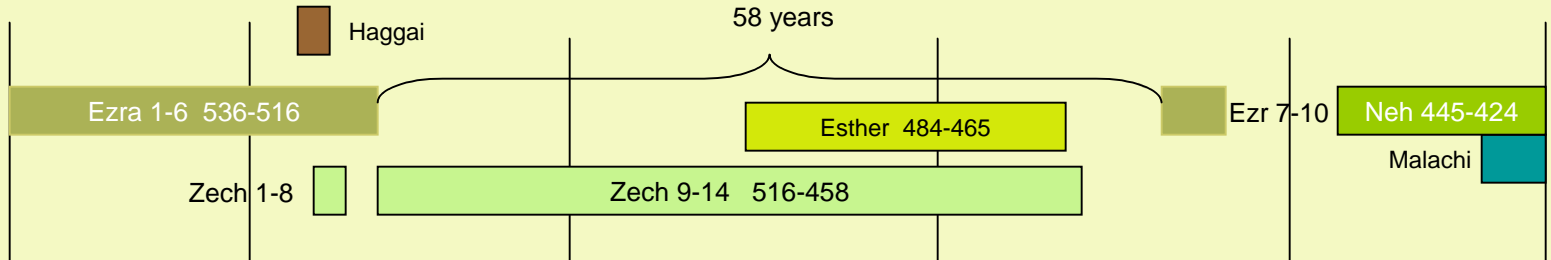 58 years
Haggai
Ezra 1-6 536-516
Esther 484-465
Ezr 7-10
Neh 445-424
Malachi
Zech 1-8
Zech 9-14 516-458